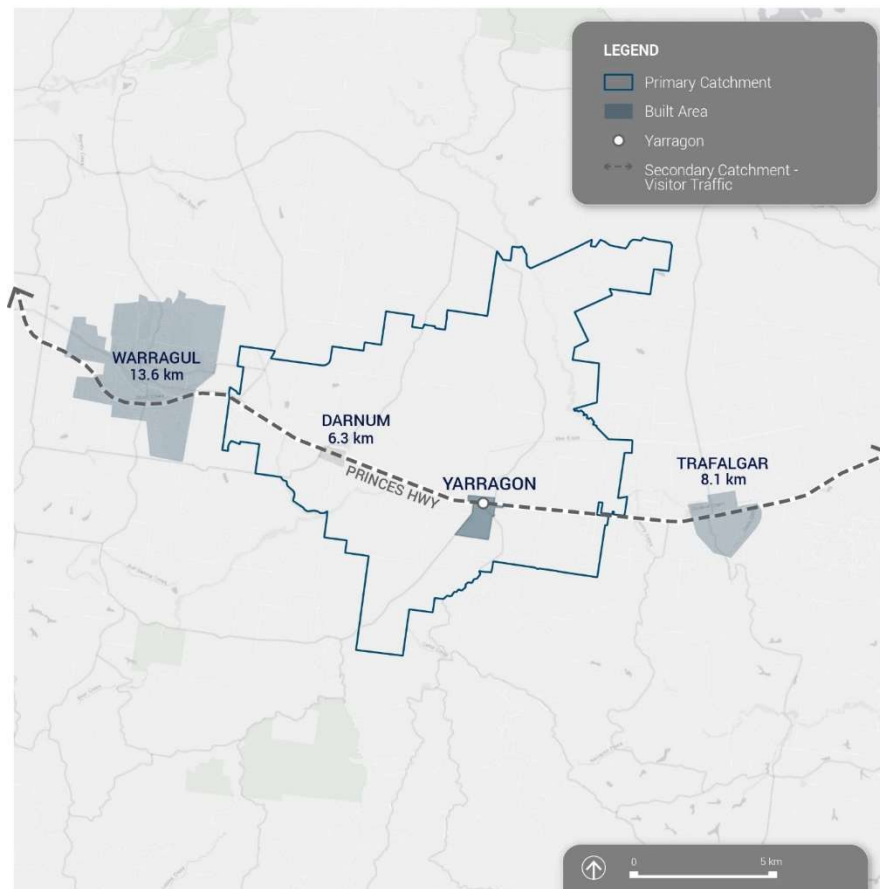 LEGEND
Primary Catchment
Built Area
Yarragon
Secondary Catchment -
Visitor Traffic
WARRAGUL
13.6 km
DARNUM
6.3 km
PRINCES HWY
YARRAGON
TRAFALGAR
8.1 km
0 5 km